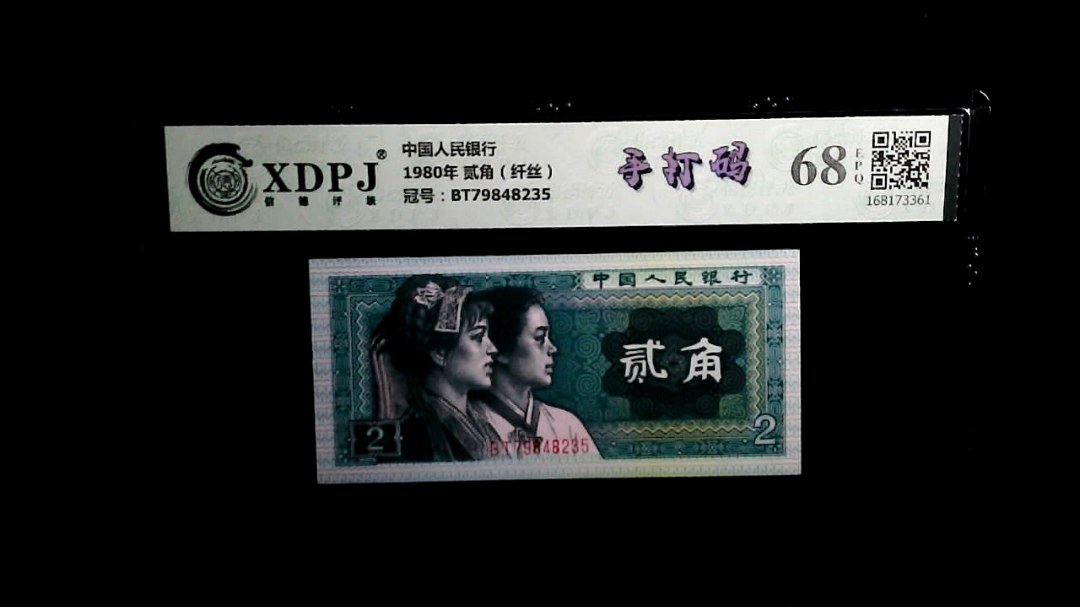 XDPJ®
信德评级
中国人民银行
1980年 贰角（纤丝）
冠号：BT79848235
手打码
68
EPQ
168173361
中国人民银行
贰角
2
2
BT79848235